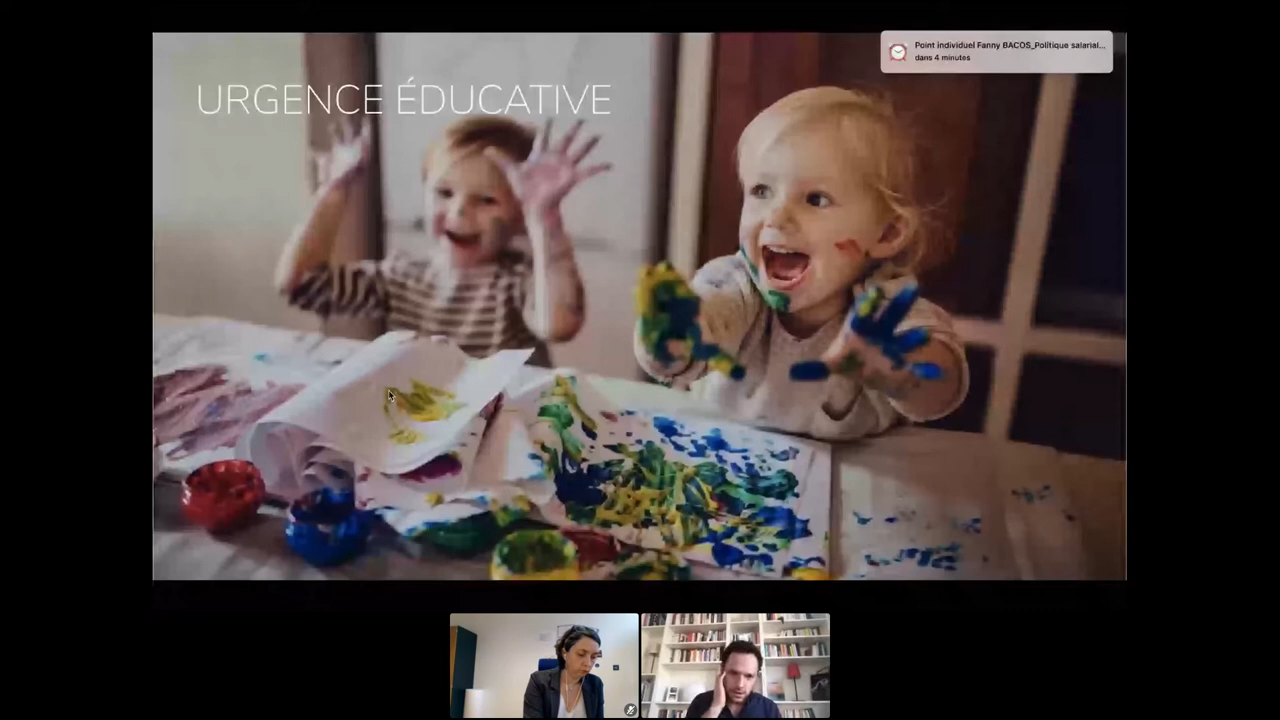 URGENCE ÉDUCATIVE
Point individuel Fanny BACOS_Politique salarial...
dans 4 minutes